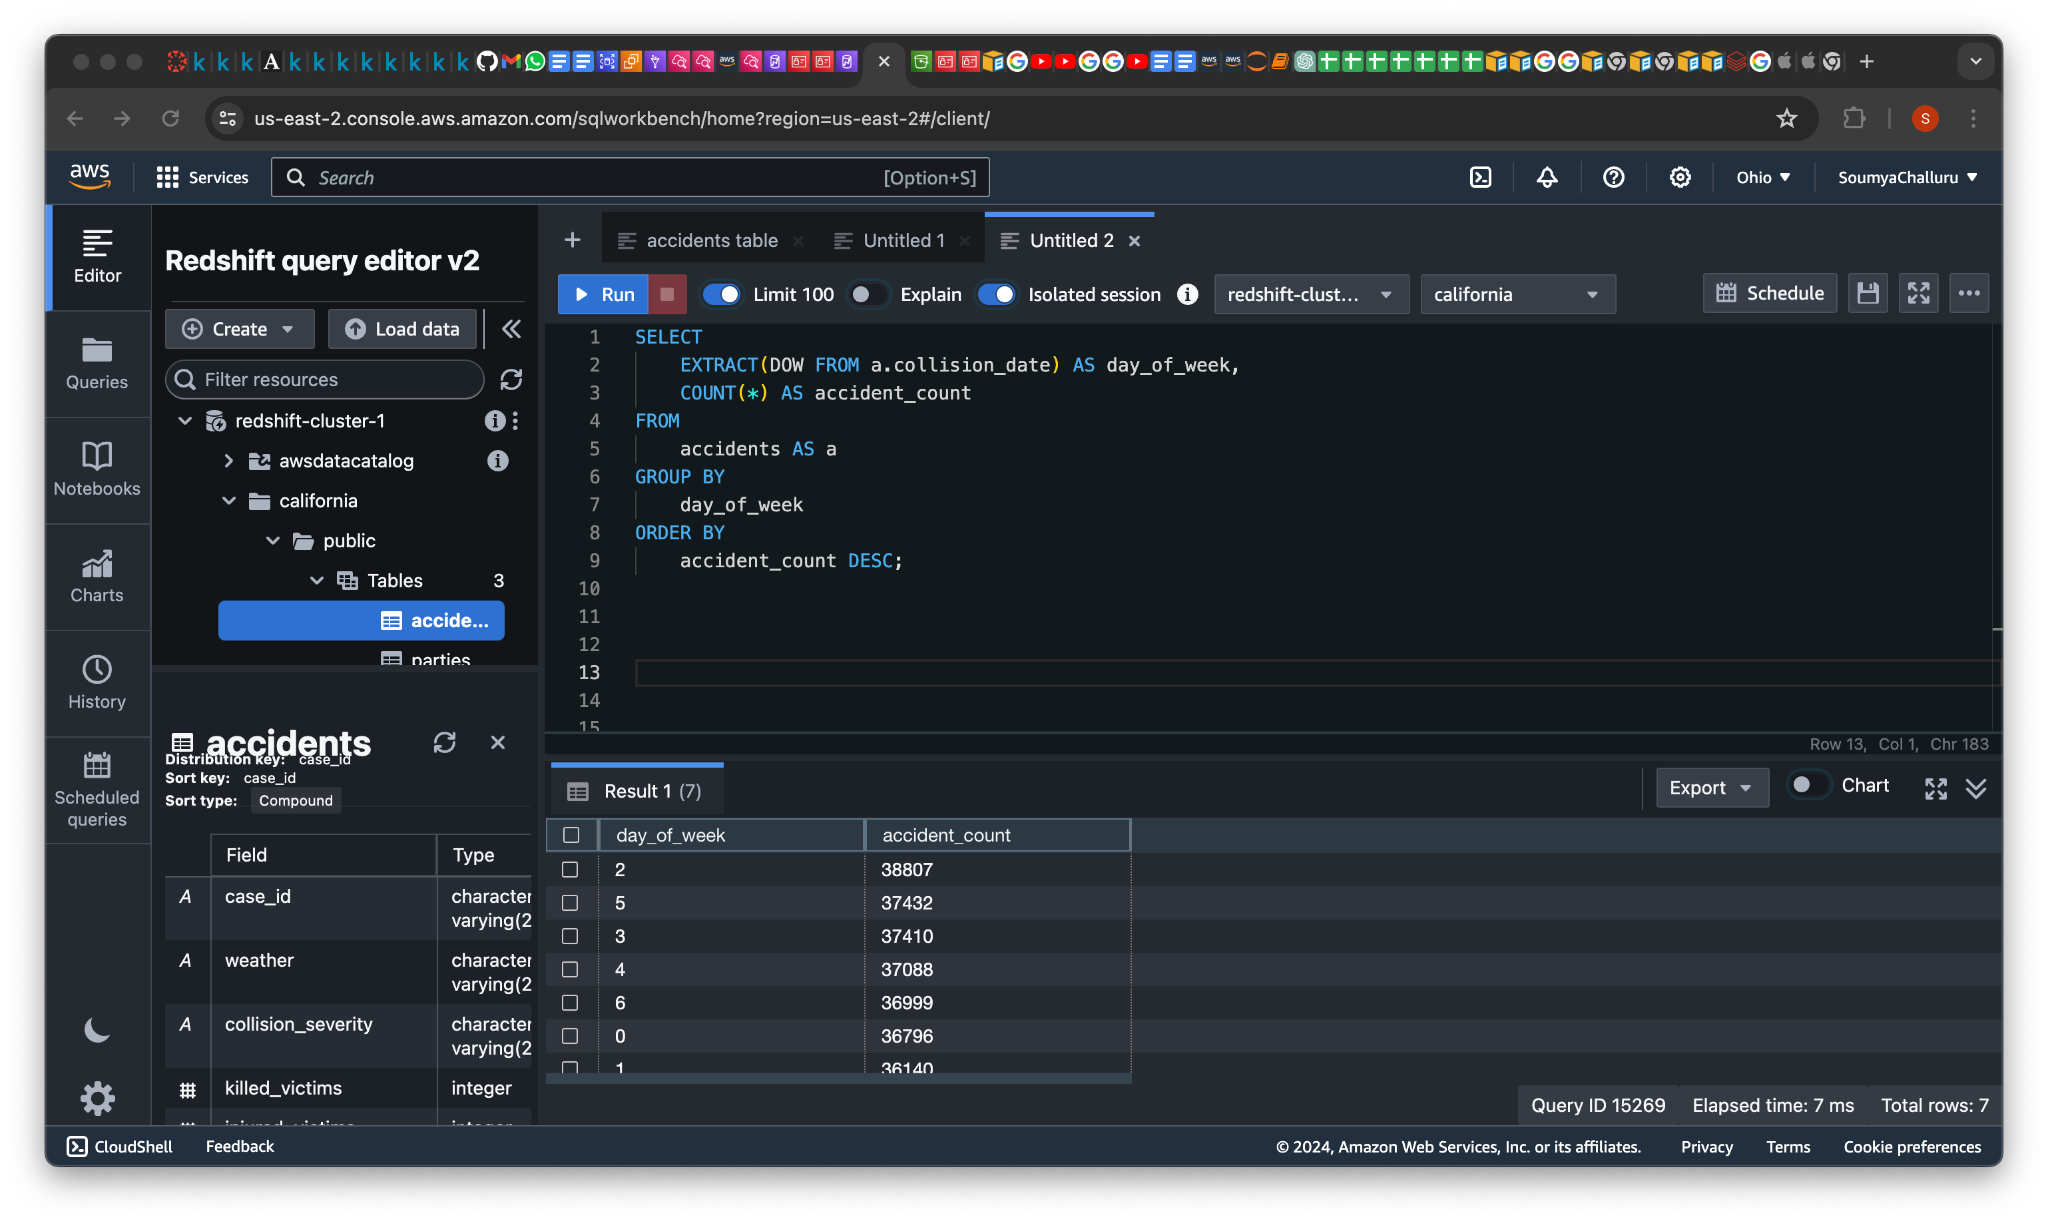 us-east-2.console.aws.amazon.com/sqlworkbench/home?region=us-east-2#/client/
S
aws
Services
Search
[Option+S]
Ohio
SoumyaChalluru
Editor
Queries
Notebooks
Charts
History
Scheduled
queries
Redshift query editor v2
Create
Load data
Filter resources
redshift-cluster-1
awsdatacatalog
california
public
Tables 3
accide...
parties
accidents
Distribution key: case_id
Sort key: case_id
Sort type: Compound
Field Type
case_id character varying(2
weather character varying(2
collision_severity character varying(2
killed_victims integer
injured_victims integer
accidents table
Untitled 1
Untitled 2
Run
Limit 100
Explain
Isolated session
redshift-clust...
california
Schedule
1 SELECT
2 EXTRACT(DOW FROM a.collision_date) AS day_of_week,
3 COUNT(*) AS accident_count
4 FROM
5 accidents AS a
6 GROUP BY
7 day_of_week
8 ORDER BY
9 accident_count DESC;
10
11
12
13
14
15
Row 13, Col 1, Chr 183
Result 1 (7)
Export
Chart
day_of_week accident_count
2 38807
5 37432
3 37410
4 37088
6 36999
0 36796
1 36140
Query ID 15269 Elapsed time: 7 ms Total rows: 7
CloudShell
Feedback
© 2024, Amazon Web Services, Inc. or its affiliates.
Privacy
Terms
Cookie preferences